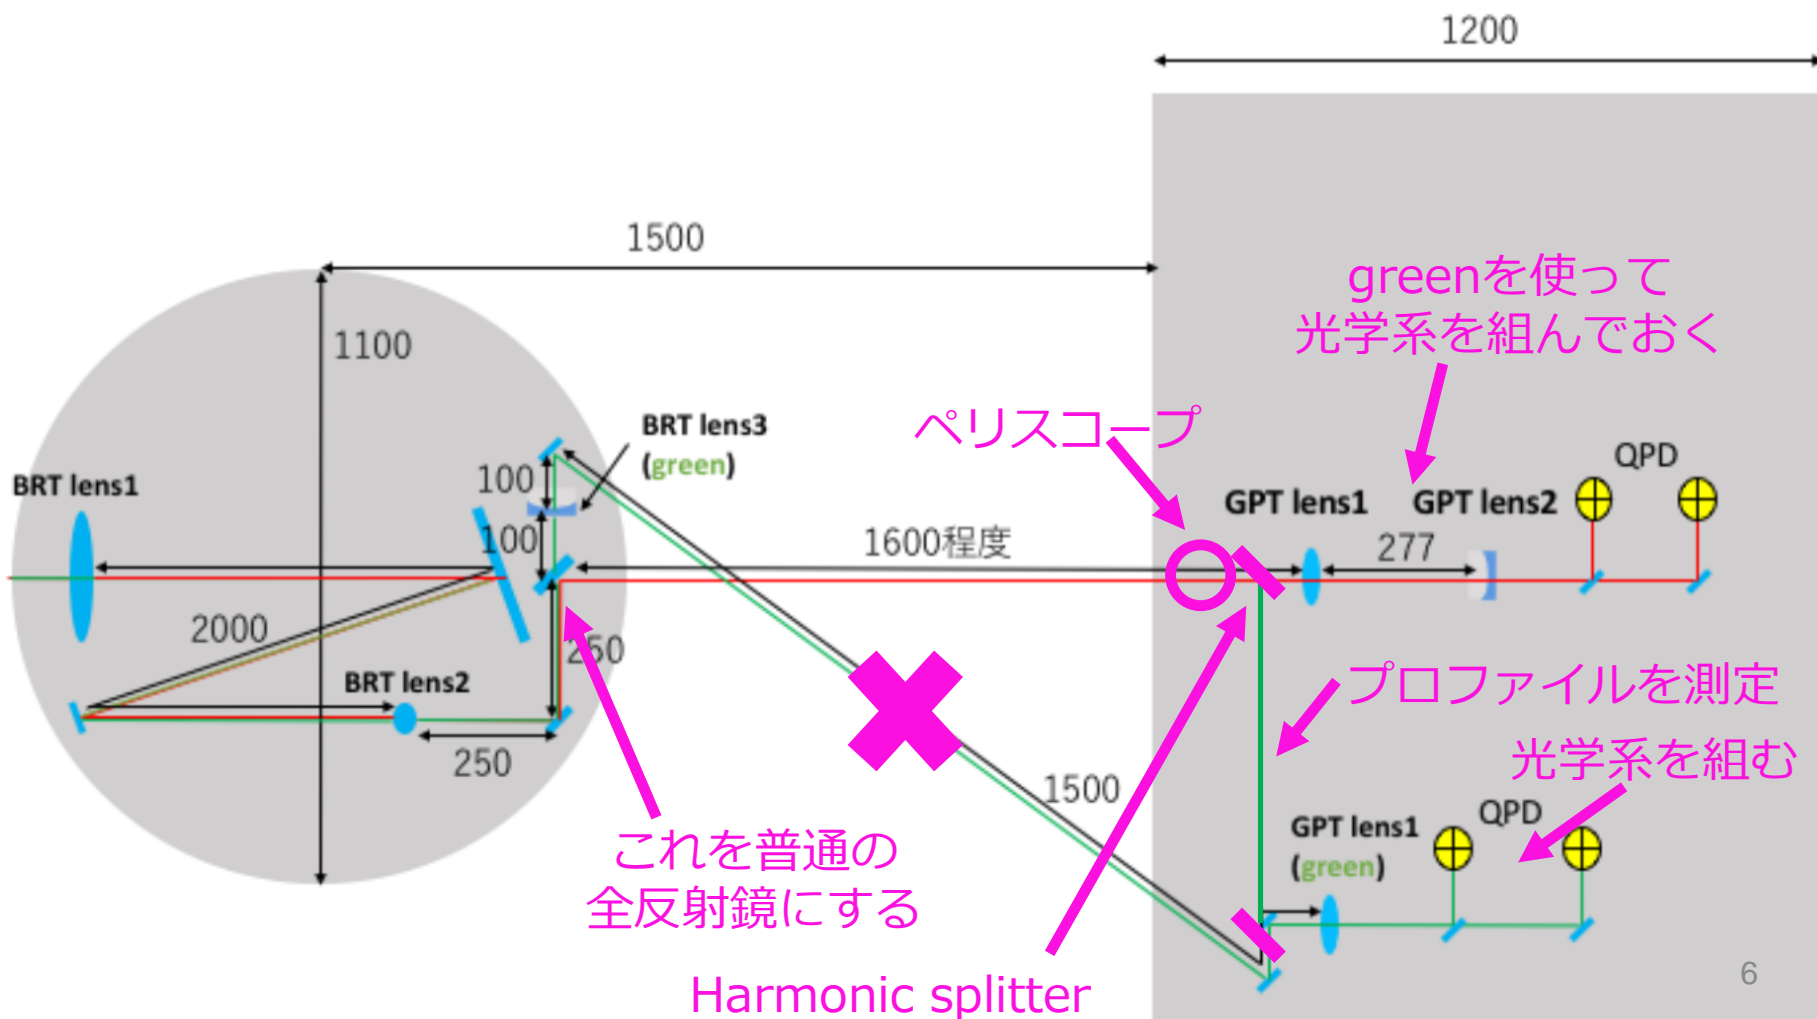 1200
1500
greenを使って
光学系を組んでおく
1100
ペリスコープ
BRT lens3
(green)
QPD
100
BRT lens1
GPT lens1
GPT lens2
100
1600程度
277
2000
250
プロファイルを測定
BRT lens2
光学系を組む
250
1500
QPD
GPT lens1
(green)
これを普通の
全反射鏡にする
Harmonic splitter
6